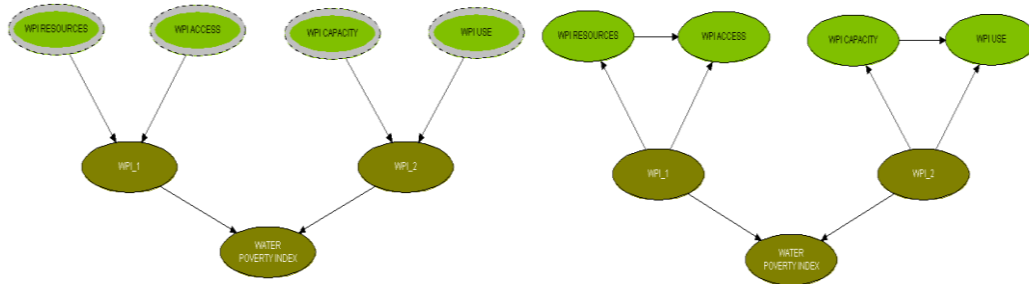 WPI RESOURCES
WPI ACCESS
WPI CAPACITY
WPI USE
WPI_1
WPI_2
WATER
POVERTY INDEX
WPI RESOURCES
WPI ACCESS
WPI CAPACITY
WPI USE
WPI_1
WPI_2
WATER
POVERTY INDEX